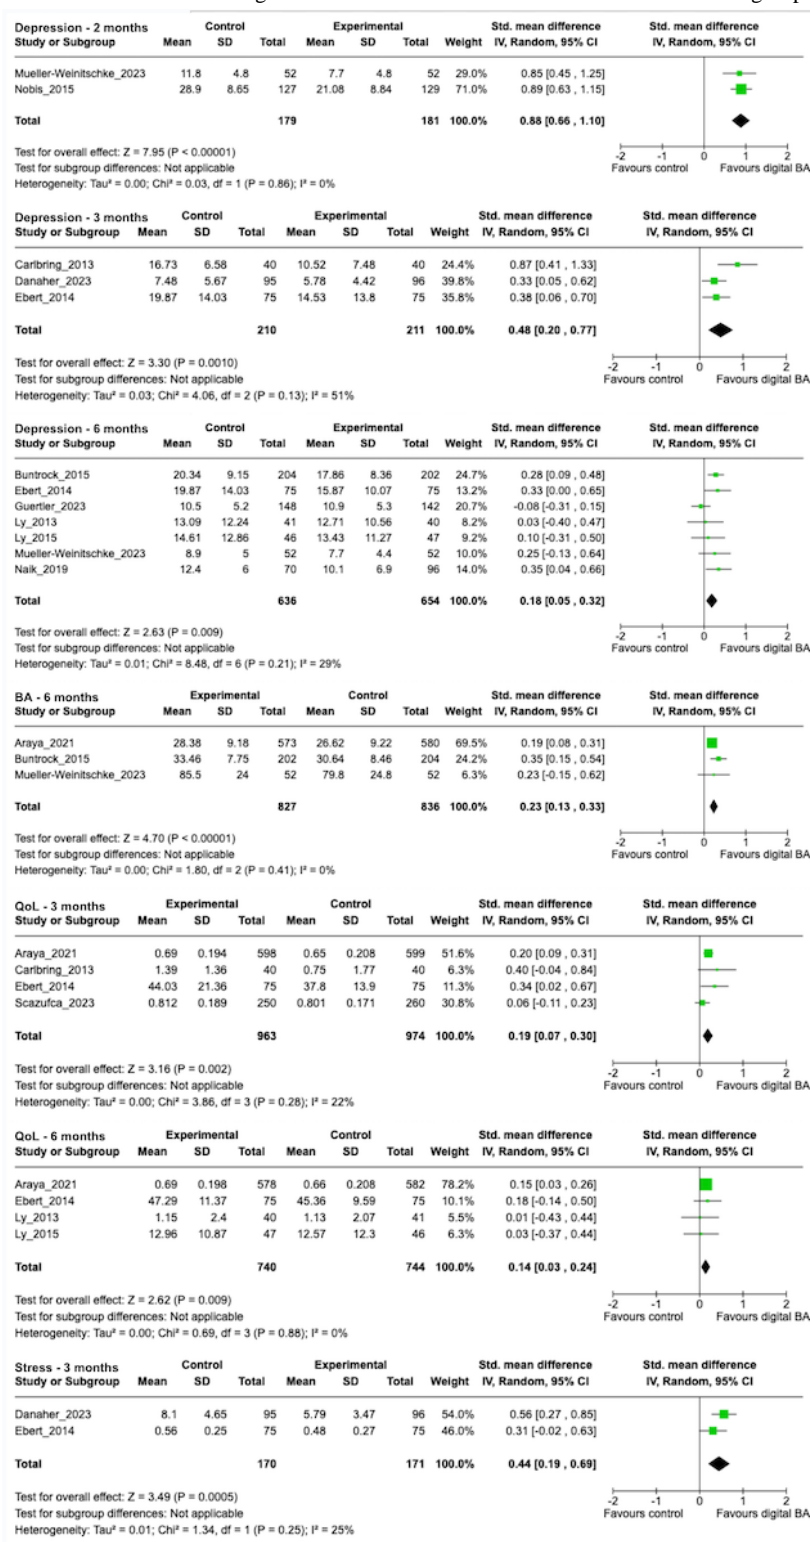 Depression - 2 months Control Experimental Std. mean difference Std. mean difference
Study or Subgroup Mean SD Total Mean SD Total Weight IV, Random, 95% CI IV, Random, 95% CI
Mueller-Weinitschke_2023 11.8 4.8 52 7.7 4.8 52 29.0% 0.85 [0.45 , 1.25]
Nobis_2015 28.9 8.65 127 21.08 8.84 129 71.0% 0.89 [0.63 , 1.15]
Total 179 181 100.0% 0.88 [0.66 , 1.10]
Test for overall effect: Z = 7.95 (P < 0.00001)
Test for subgroup differences: Not applicable
Heterogeneity: Tau² = 0.00; Chi² = 0.03, df = 1 (P = 0.86); I² = 0%
-2 -1 0 1 2
Favours control Favours digital BA
Depression - 3 months Control Experimental Std. mean difference Std. mean difference
Study or Subgroup Mean SD Total Mean SD Total Weight IV, Random, 95% CI IV, Random, 95% CI
Carlbring_2013 16.73 6.58 40 10.52 7.48 40 24.4% 0.87 [0.41 , 1.33]
Danaher_2023 7.48 5.67 95 5.78 4.42 96 39.8% 0.33 [0.05 , 0.62]
Ebert_2014 19.87 14.03 75 14.53 13.8 75 35.8% 0.38 [0.06 , 0.70]
Total 210 211 100.0% 0.48 [0.20 , 0.77]
Test for overall effect: Z = 3.30 (P = 0.0010)
Test for subgroup differences: Not applicable
Heterogeneity: Tau² = 0.03; Chi² = 4.06, df = 2 (P = 0.13); I² = 51%
-2 -1 0 1 2
Favours control Favours digital BA
Depression - 6 months Control Experimental Std. mean difference Std. mean difference
Study or Subgroup Mean SD Total Mean SD Total Weight IV, Random, 95% CI IV, Random, 95% CI
Buntrock_2015 20.34 9.15 204 17.86 8.36 202 24.7% 0.28 [0.09 , 0.48]
Ebert_2014 19.87 14.03 75 15.87 10.07 75 13.2% 0.33 [0.00 , 0.65]
Guertler_2023 10.5 5.2 148 10.9 5.3 142 20.7% -0.08 [-0.31 , 0.15]
Ly_2013 13.09 12.24 41 12.71 10.56 40 8.2% 0.03 [-0.40 , 0.47]
Ly_2015 14.61 12.86 46 13.43 11.27 47 9.2% 0.10 [-0.31 , 0.50]
Mueller-Weinitschke_2023 8.9 5 52 7.7 4.4 52 10.0% 0.25 [-0.13 , 0.64]
Naik_2019 12.4 6 70 10.1 6.9 96 14.0% 0.35 [0.04 , 0.66]
Total 636 654 100.0% 0.18 [0.05 , 0.32]
Test for overall effect: Z = 2.63 (P = 0.009)
Test for subgroup differences: Not applicable
Heterogeneity: Tau² = 0.01; Chi² = 8.48, df = 6 (P = 0.21); I² = 29%
-2 -1 0 1 2
Favours control Favours digital BA
BA - 6 months Experimental Control Std. mean difference Std. mean difference
Study or Subgroup Mean SD Total Mean SD Total Weight IV, Random, 95% CI IV, Random, 95% CI
Araya_2021 28.38 9.18 573 26.62 9.22 580 69.5% 0.19 [0.08 , 0.31]
Buntrock_2015 33.46 7.75 202 30.64 8.46 204 24.2% 0.35 [0.15 , 0.54]
Mueller-Weinitschke_2023 85.5 24 52 79.8 24.8 52 6.3% 0.23 [-0.15 , 0.62]
Total 827 836 100.0% 0.23 [0.13 , 0.33]
Test for overall effect: Z = 4.70 (P < 0.00001)
Test for subgroup differences: Not applicable
Heterogeneity: Tau² = 0.00; Chi² = 1.80, df = 2 (P = 0.41); I² = 0%
-2 -1 0 1 2
Favours control Favours digital BA
QoL - 3 months Experimental Control Std. mean difference Std. mean difference
Study or Subgroup Mean SD Total Mean SD Total Weight IV, Random, 95% CI IV, Random, 95% CI
Araya_2021 0.69 0.194 598 0.65 0.208 599 51.6% 0.20 [0.09 , 0.31]
Carlbring_2013 1.39 1.36 40 0.75 1.77 40 6.3% 0.40 [-0.04 , 0.84]
Ebert_2014 44.03 21.36 75 37.8 13.9 75 11.3% 0.34 [0.02 , 0.67]
Scazufca_2023 0.812 0.189 250 0.801 0.171 260 30.8% 0.06 [-0.11 , 0.23]
Total 963 974 100.0% 0.19 [0.07 , 0.30]
Test for overall effect: Z = 3.16 (P = 0.002)
Test for subgroup differences: Not applicable
Heterogeneity: Tau² = 0.00; Chi² = 3.86, df = 3 (P = 0.28); I² = 22%
-2 -1 0 1 2
Favours control Favours digital BA
QoL - 6 months Experimental Control Std. mean difference Std. mean difference
Study or Subgroup Mean SD Total Mean SD Total Weight IV, Random, 95% CI IV, Random, 95% CI
Araya_2021 0.69 0.198 578 0.66 0.208 582 78.2% 0.15 [0.03 , 0.26]
Ebert_2014 47.29 11.37 75 45.36 9.59 75 10.1% 0.18 [-0.14 , 0.50]
Ly_2013 1.15 2.4 40 1.13 2.07 41 5.5% 0.01 [-0.43 , 0.44]
Ly_2015 12.96 10.87 47 12.57 12.3 46 6.3% 0.03 [-0.37 , 0.44]
Total 740 744 100.0% 0.14 [0.03 , 0.24]
Test for overall effect: Z = 2.62 (P = 0.009)
Test for subgroup differences: Not applicable
Heterogeneity: Tau² = 0.00; Chi² = 0.69, df = 3 (P = 0.88); I² = 0%
-2 -1 0 1 2
Favours control Favours digital BA
Stress - 3 months Control Experimental Std. mean difference Std. mean difference
Study or Subgroup Mean SD Total Mean SD Total Weight IV, Random, 95% CI IV, Random, 95% CI
Danaher_2023 8.1 4.65 95 5.79 3.47 96 54.0% 0.56 [0.27 , 0.85]
Ebert_2014 0.56 0.25 75 0.48 0.27 75 46.0% 0.31 [-0.02 , 0.63]
Total 170 171 100.0% 0.44 [0.19 , 0.69]
Test for overall effect: Z = 3.49 (P = 0.0005)
Test for subgroup differences: Not applicable
Heterogeneity: Tau² = 0.01; Chi² = 1.34, df = 1 (P = 0.25); I² = 25%
-2 -1 0 1 2
Favours control Favours digital BA